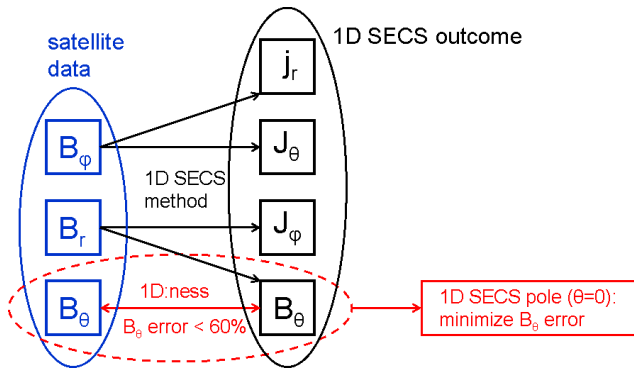 satellite
data
1D SECS outcome
jr
Bφ
Jθ
1D SECS
method
Br
Jφ
Bθ
1D:ness
Bθ error < 60%
Bθ
1D SECS pole (θ=0):
minimize Bθ error